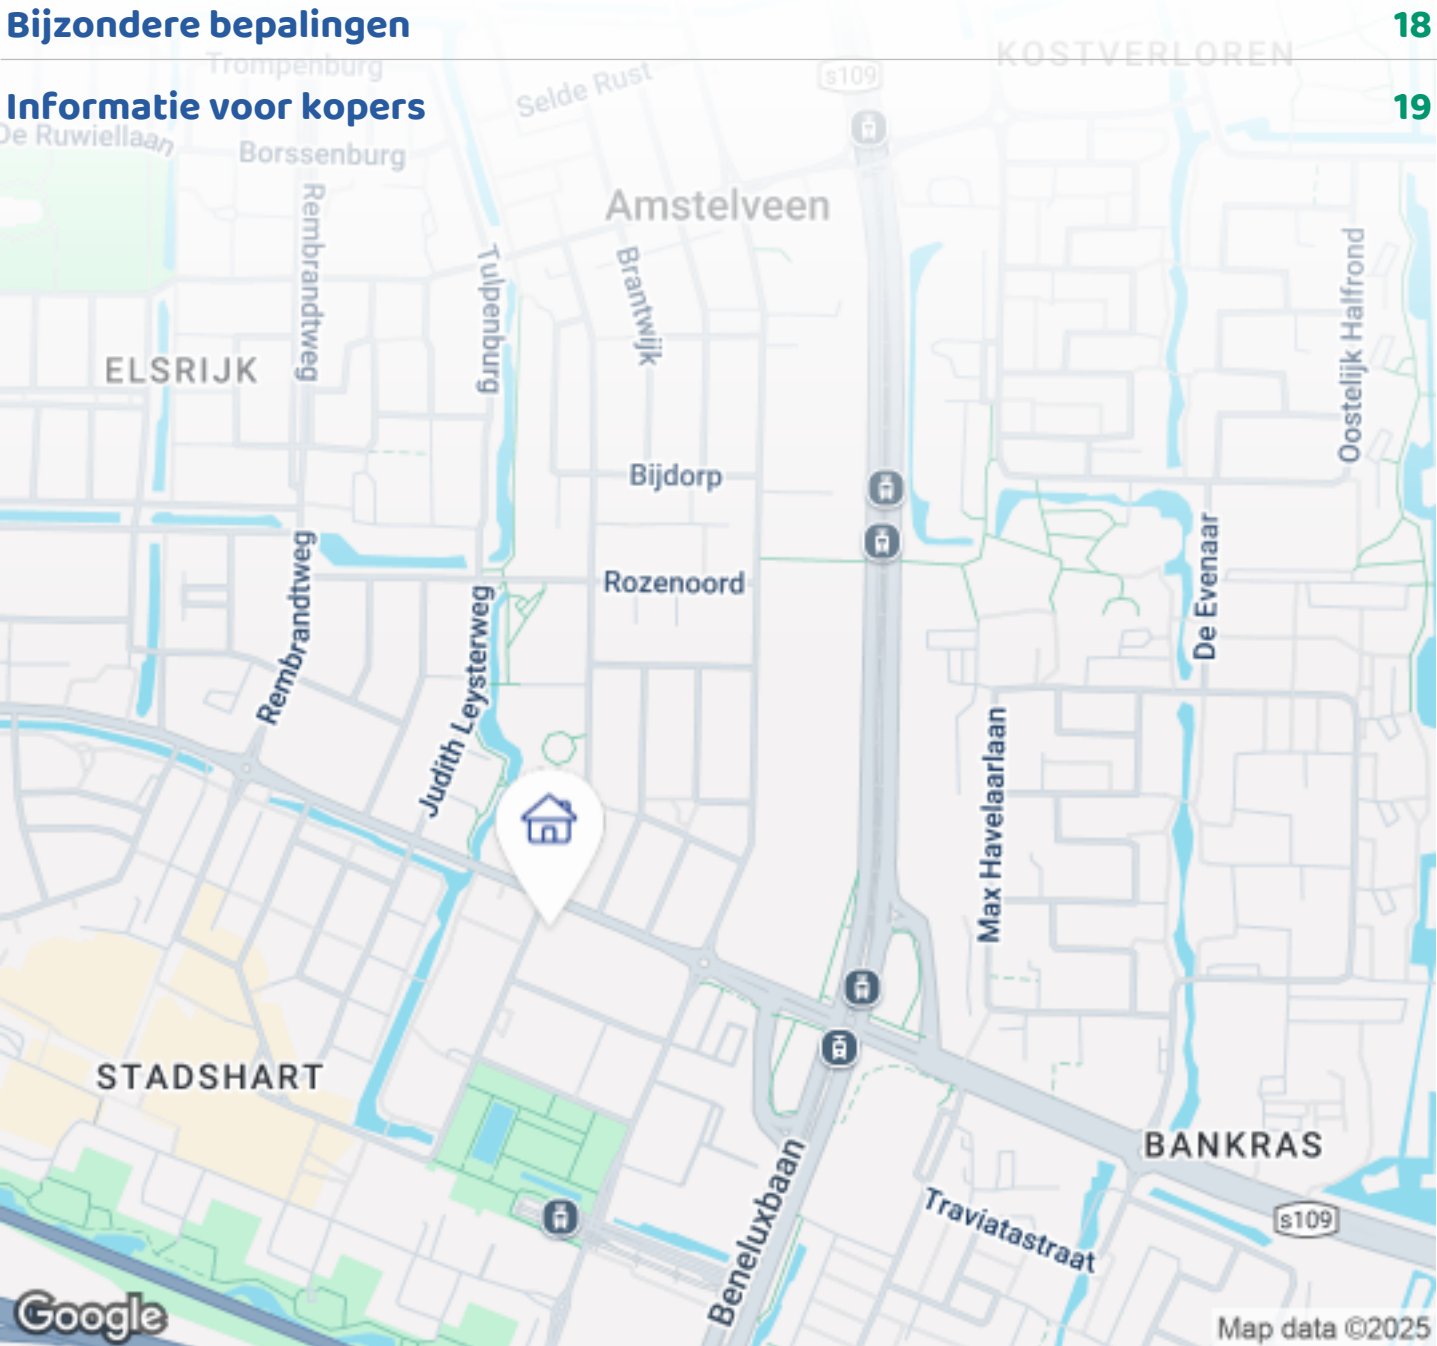 Bijzondere bepalingen 18
Informatie voor kopers 19
Trompenburg
Selde Rust
s109
KOSTVERLOREN
De Ruwiellaan
Borssenburg
Rembrandtweg
Amstelveen
Tulpenburg
Brantwijk
Oostelijk Halfrond
ELSRIJK
Bijdorp
Rembrandtweg
Rozenoord
De Evenaar
Judith Leysterweg
Max Havelaarlaan
STADSHART
BANKRAS
Beneluxbaan
Traviatastraat
s109
Google
Map data ©2025